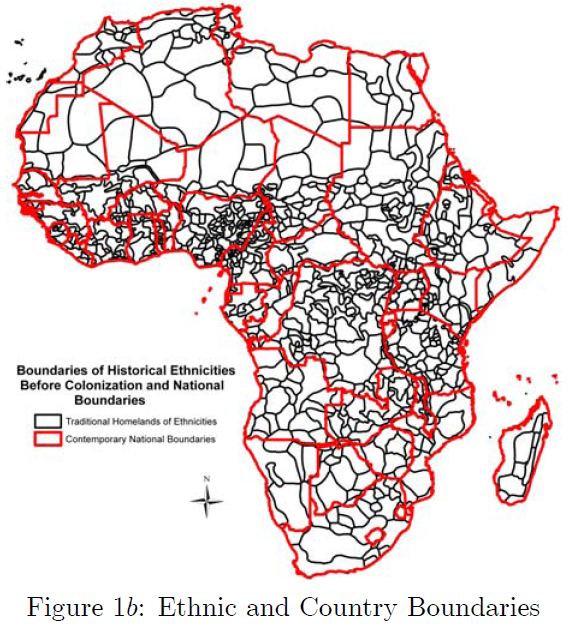 Boundaries of Historical Ethnicities
Before Colonization and National
Boundaries
Traditional Homelands of Ethnicities
Contemporary National Boundaries
N
Figure 1b: Ethnic and Country Boundaries